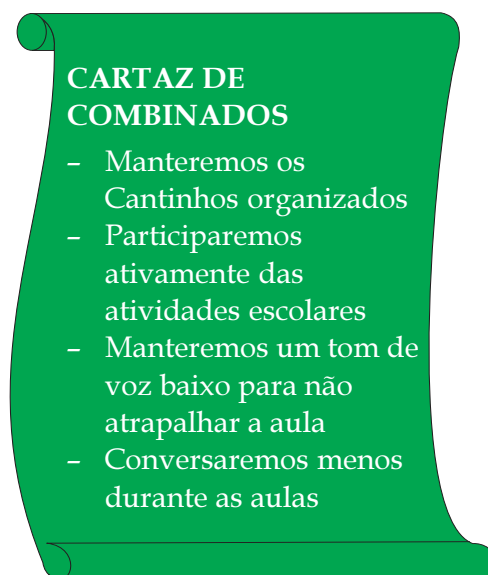 CARTAZ DE
COMBINADOS
– Manteremos os
Cantinhos organizados
– Participaremos
ativamente das
atividades escolares
– Manteremos um tom de
voz baixo para não
atrapalhar a aula
– Conversaremos menos
durante as aulas